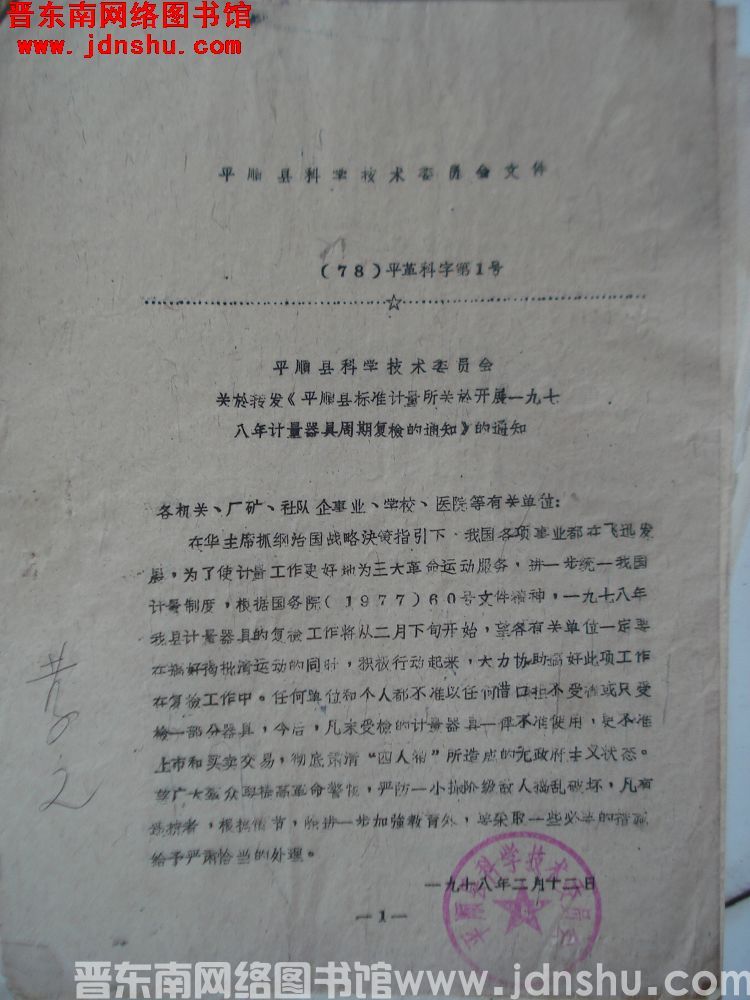 晋东南网络图书馆
www.jdnshu.com
平顺县科学技术委员会文件
(78)平革科字第1号
平顺县科学技术委员会
关於转发《平顺县标准计量所关於开展一九七
八年计量器具周期复检的通知》的通知
各机关、厂矿、社队企事业、学校、医院等有关单位:
在华主席抓纲治国战略决策指引下,我国各项事业都在飞迅发
展,为了使计量工作更好地为三大革命运动服务,进一步统一我国
计量制度,根据国务院(1977)60号文件精神,一九七八年
我县计量器具的复检工作将从二月下旬开始,望各有关单位一定要
在搞好揭批清运动的同时,积极行动起来,大力协助搞好此项工作
在复检工作中。任何单位和个人都不准以任何借口拒不受检或只受
检一部分器具,今后,凡未受检的计量器具一律不准使用,更不准
上市和买卖交易,彻底肃清“四人帮”所造成的无政府主义状态。
望广大群众要提高革命警惕,严防一小撮阶级敌人捣乱破坏,凡有
违抗者,根据情节,除进一步加強教育外,要采取一些必要的措施
给予严肃恰当的处理。
一九七八年二月十二日
平顺县科学技术委员会
—1—
晋东南网络图书馆www.jdnshu.com